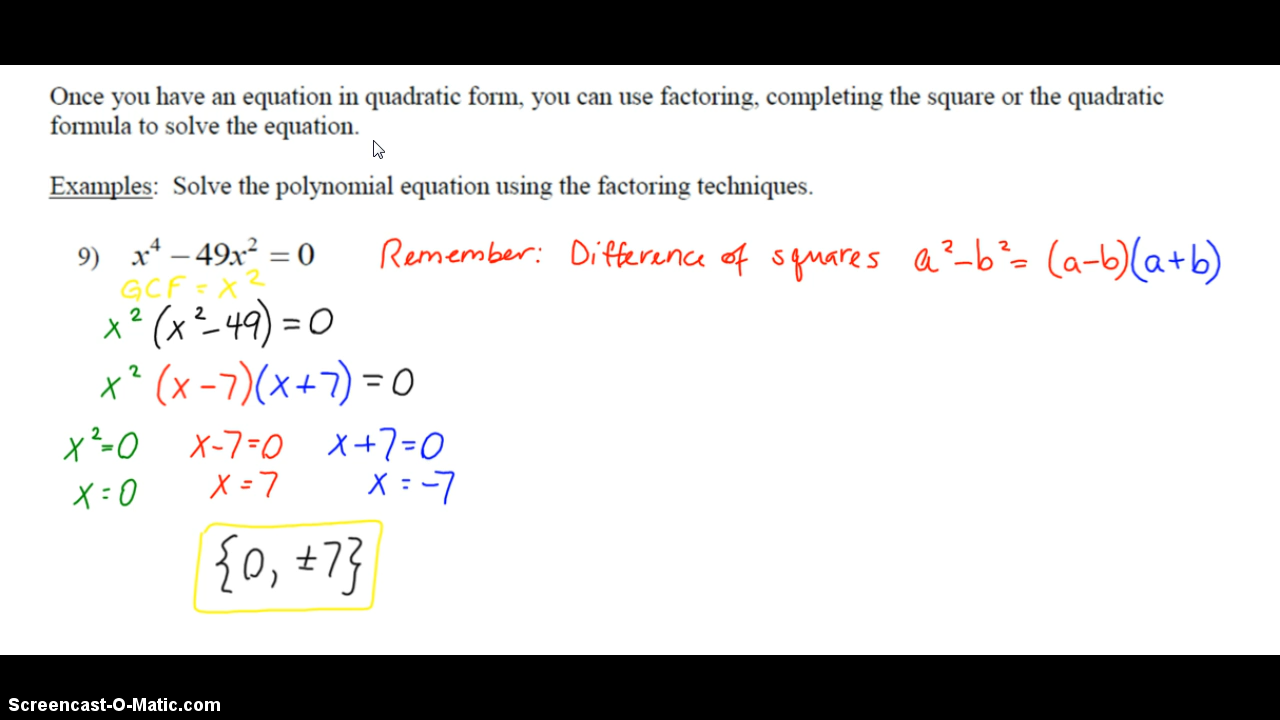 Once you have an equation in quadratic form, you can use factoring, completing the square or the quadratic
formula to solve the equation.
Examples: Solve the polynomial equation using the factoring techniques.
9) x⁴ − 49x² = 0 Remember: Difference of squares a²−b²= (a−b)(a+b)
GCF = x²
x² (x²−49) = 0
x² (x−7)(x+7) = 0
x²=0 x−7=0 x+7=0
x=0 x=7 x=−7
{0, ±7}
Screencast-O-Matic.com